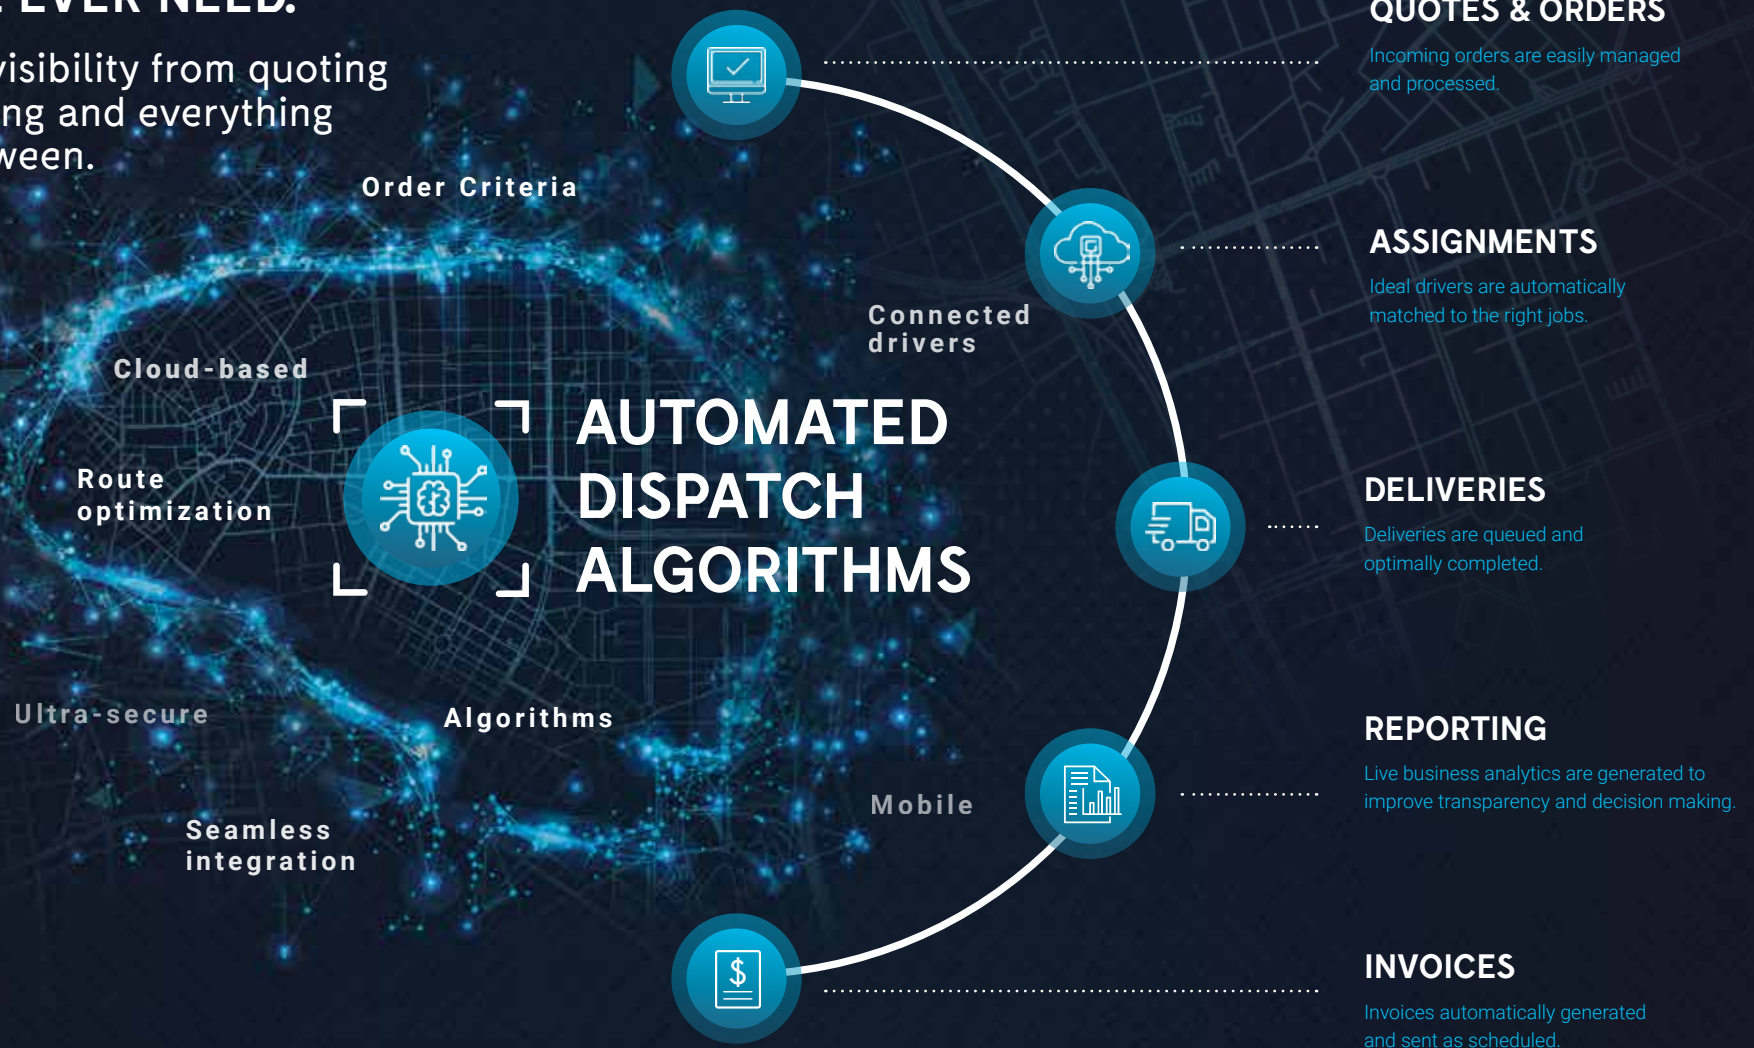 EVER NEED.
visibility from quoting
ng and everything
ween.
Order Criteria
Connected
drivers
Cloud-based
Route
optimization
AUTOMATED
DISPATCH
ALGORITHMS
Ultra-secure
Algorithms
Seamless
integration
Mobile
QUOTES & ORDERS
Incoming orders are easily managed
and processed.
ASSIGNMENTS
Ideal drivers are automatically
matched to the right jobs.
DELIVERIES
Deliveries are queued and
optimally completed.
REPORTING
Live business analytics are generated to
improve transparency and decision making.
$
INVOICES
Invoices automatically generated
and sent as scheduled.